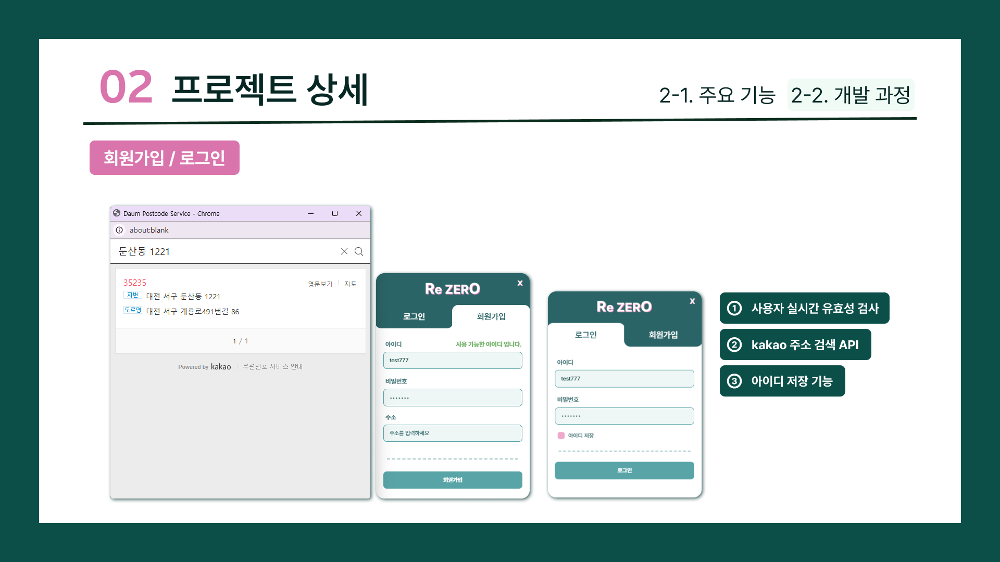 02 프로젝트 상세
2-1. 주요 기능 2-2. 개발 과정
회원가입 / 로그인
Daum Postcode Service - Chrome
about:blank
둔산동 1221
35235
영문보기 지도
지번 대전 서구 둔산동 1221
도로명 대전 서구 계룡로491번길 86
1 / 1
Powered by kakao 우편번호 서비스 안내
Re ZERO x
로그인 회원가입
아이디 사용 가능한 아이디 입니다.
test777
비밀번호
•••••••
주소
주소를 입력하세요
회원가입
Re ZERO x
로그인 회원가입
아이디
test777
비밀번호
•••••••
아이디 저장
로그인
① 사용자 실시간 유효성 검사
② kakao 주소 검색 API
③ 아이디 저장 기능